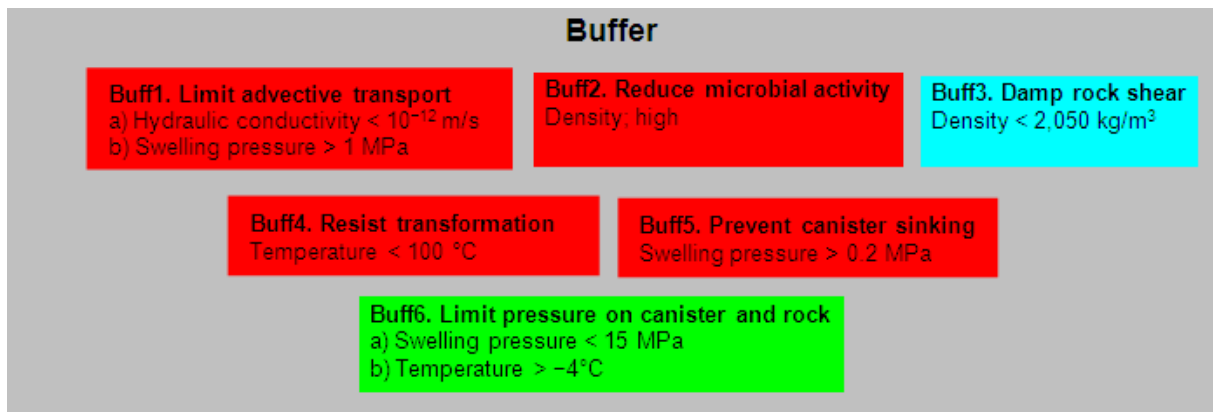 Buffer
Buff1. Limit advective transport
a) Hydraulic conductivity < 10⁻¹² m/s
b) Swelling pressure > 1 MPa
Buff2. Reduce microbial activity
Density; high
Buff3. Damp rock shear
Density < 2,050 kg/m³
Buff4. Resist transformation
Temperature < 100 °C
Buff5. Prevent canister sinking
Swelling pressure > 0.2 MPa
Buff6. Limit pressure on canister and rock
a) Swelling pressure < 15 MPa
b) Temperature > −4°C